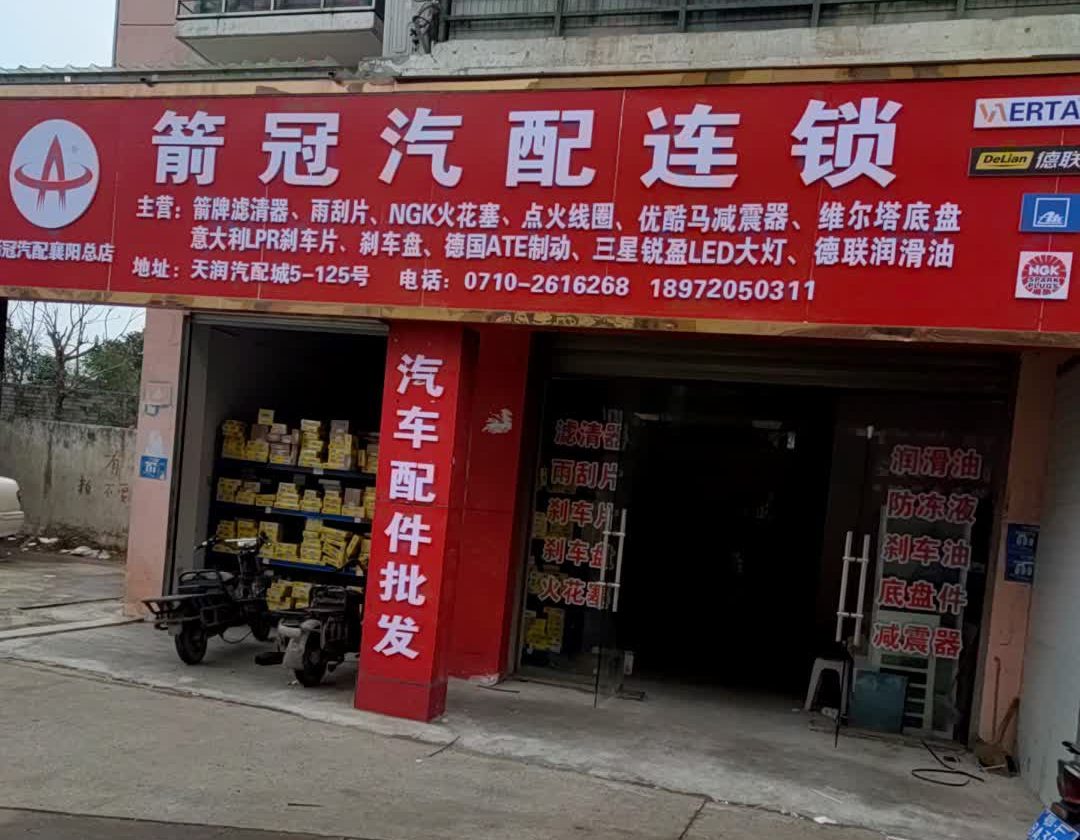 箭冠汽配连锁
主营：箭牌滤清器、雨刮片、NGK火花塞、点火线圈、优酷马减震器、维尔塔底盘
意大利LPR刹车片、刹车盘、德国ATE制动、三星锐盈LED大灯、德联润滑油
地址：天润汽配城5-125号 电话：0710-2616268 18972050311
冠汽配襄阳总店
WERTA
DeLian 德联
Ate
NGK
SPARK
PLUGS
汽车配件批发
滤清器
雨刮片
刹车片
刹车盘
火花塞
润滑油
防冻液
刹车油
底盘件
减震器